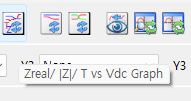 Y2 None Y3
Zreal/ |Z|/ T vs Vdc Graph